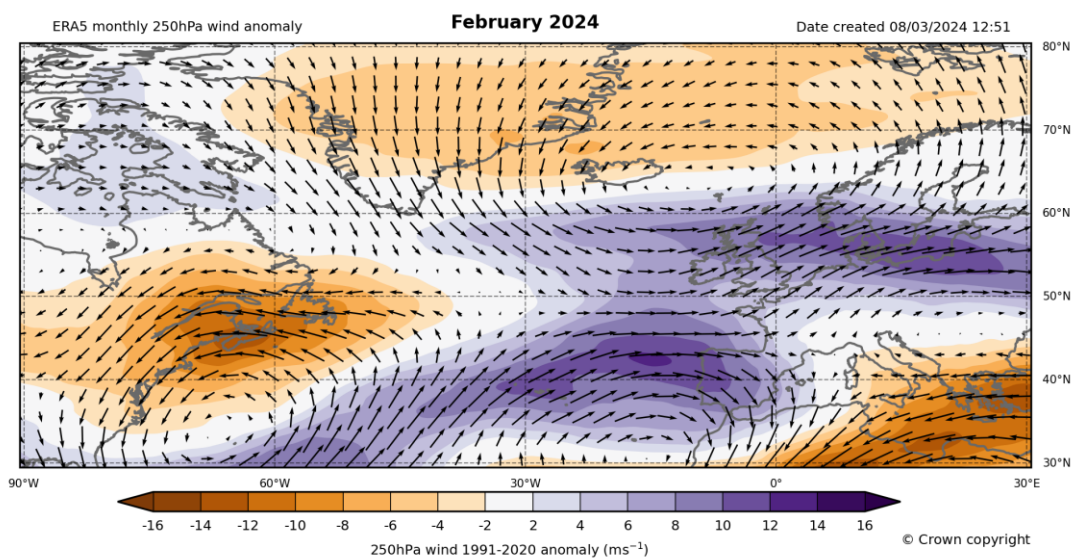 ERA5 monthly 250hPa wind anomaly
February 2024
Date created 08/03/2024 12:51
80°N
70°N
60°N
50°N
40°N
30°N
90°W 60°W 30°W 0° 30°E
-16 -14 -12 -10 -8 -6 -4 -2 2 4 6 8 10 12 14 16
250hPa wind 1991-2020 anomaly (ms⁻¹)
© Crown copyright